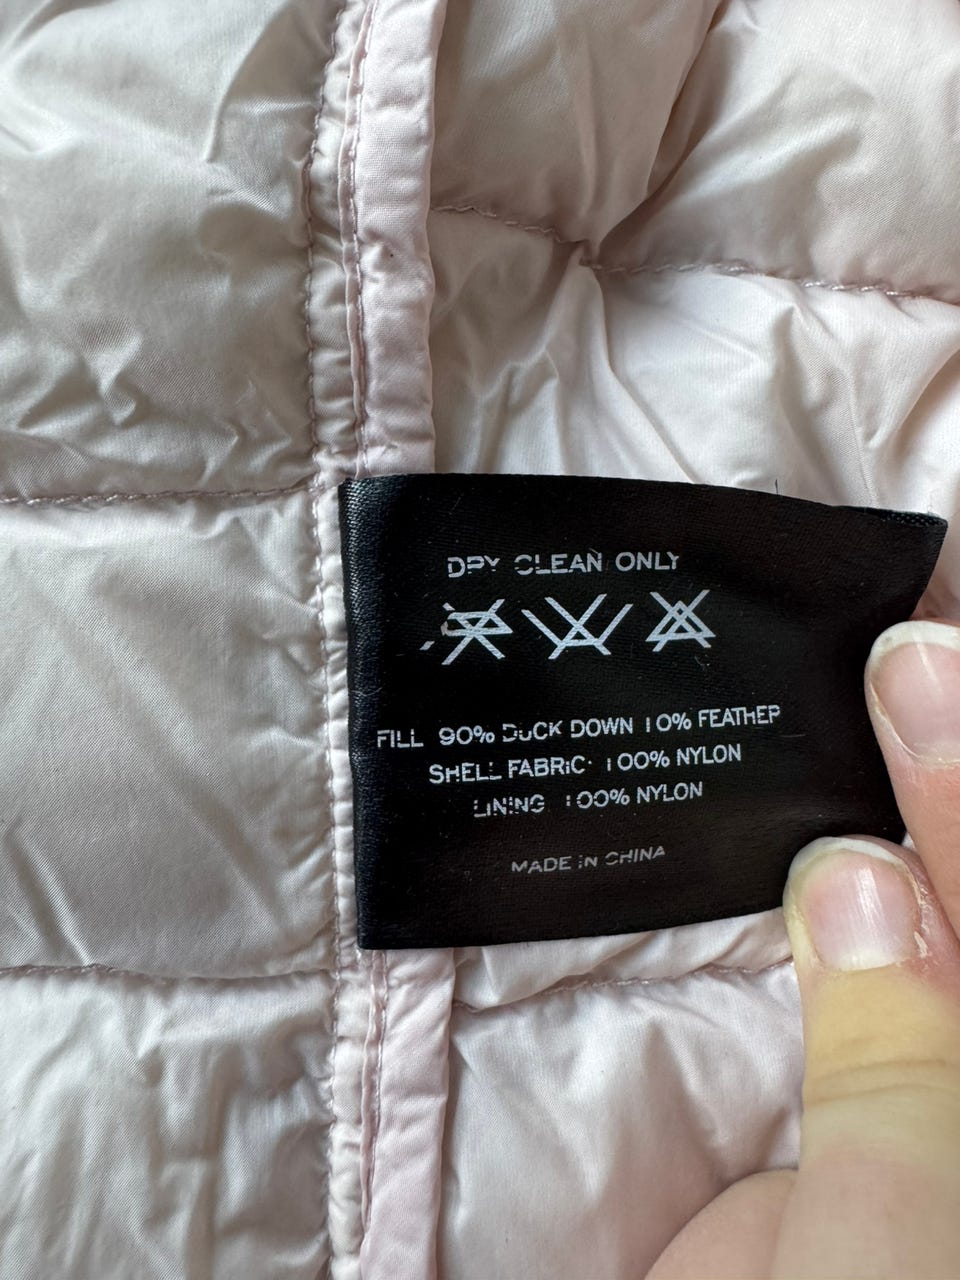 DRY CLEAN ONLY
FILL 90% DUCK DOWN 10% FEATHER
SHELL FABRIC: 100% NYLON
LINING 100% NYLON
MADE IN CHINA